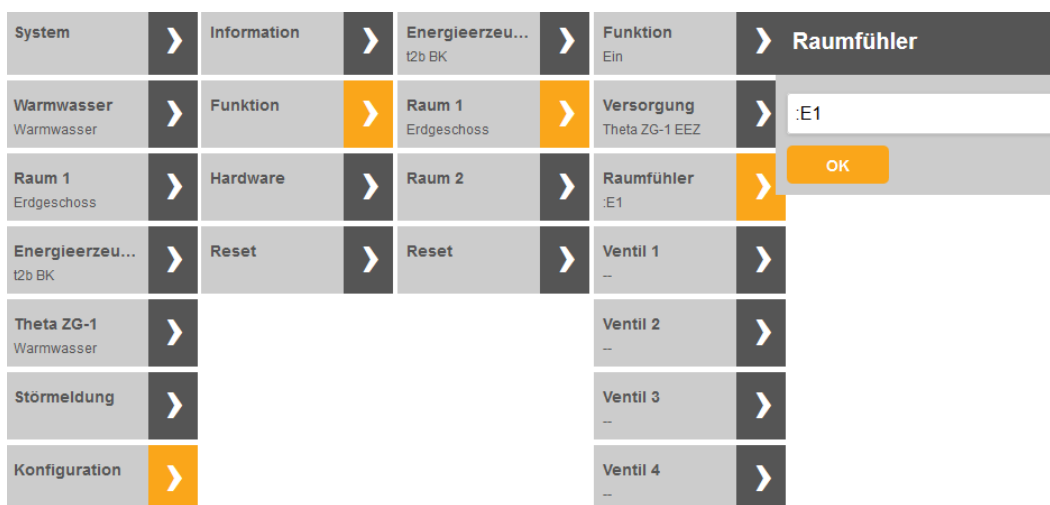 System
Warmwasser
Warmwasser
Raum 1
Erdgeschoss
Energieerzeu...
t2b BK
Theta ZG-1
Warmwasser
Störmeldung
Konfiguration
Information
Funktion
Hardware
Reset
Energieerzeu...
t2b BK
Raum 1
Erdgeschoss
Raum 2
Reset
Funktion
Ein
Versorgung
Theta ZG-1 EEZ
Raumfühler
:E1
Ventil 1
--
Ventil 2
--
Ventil 3
--
Ventil 4
--
Raumfühler
:E1
OK